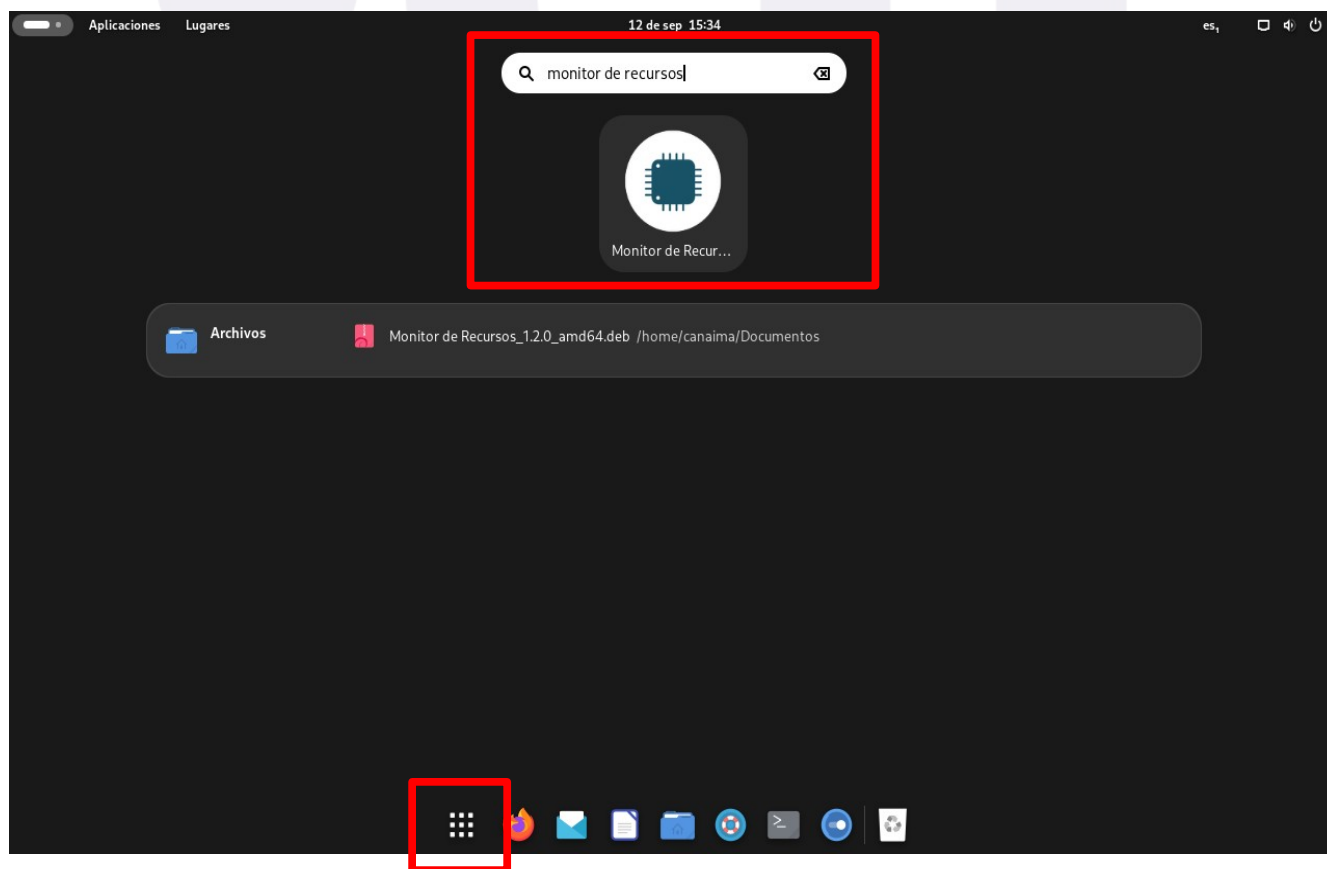 Aplicaciones Lugares 12 de sep 15:34 es₁
monitor de recursos
Monitor de Recur...
Archivos Monitor de Recursos_1.2.0_amd64.deb /home/canaima/Documentos
>_